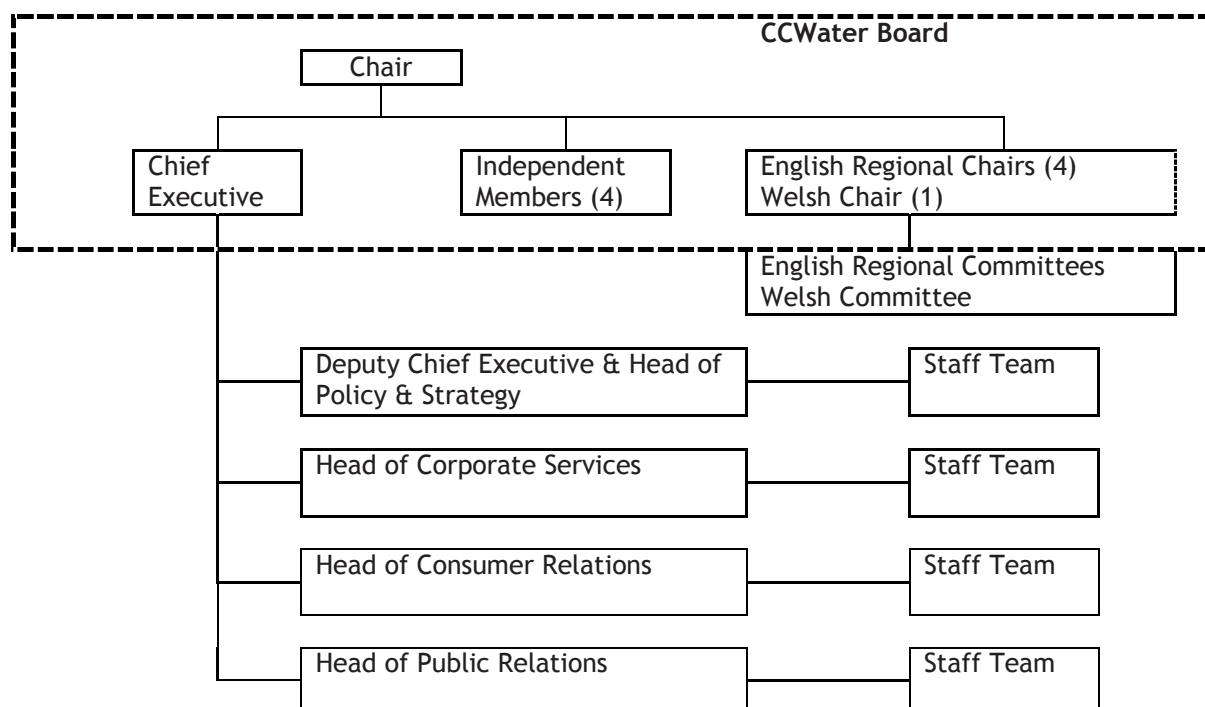 CCWater Board
Chair
Chief
Executive
Independent
Members (4)
English Regional Chairs (4)
Welsh Chair (1)
English Regional Committees
Welsh Committee
Deputy Chief Executive & Head of
Policy & Strategy
Staff Team
Head of Corporate Services
Staff Team
Head of Consumer Relations
Staff Team
Head of Public Relations
Staff Team